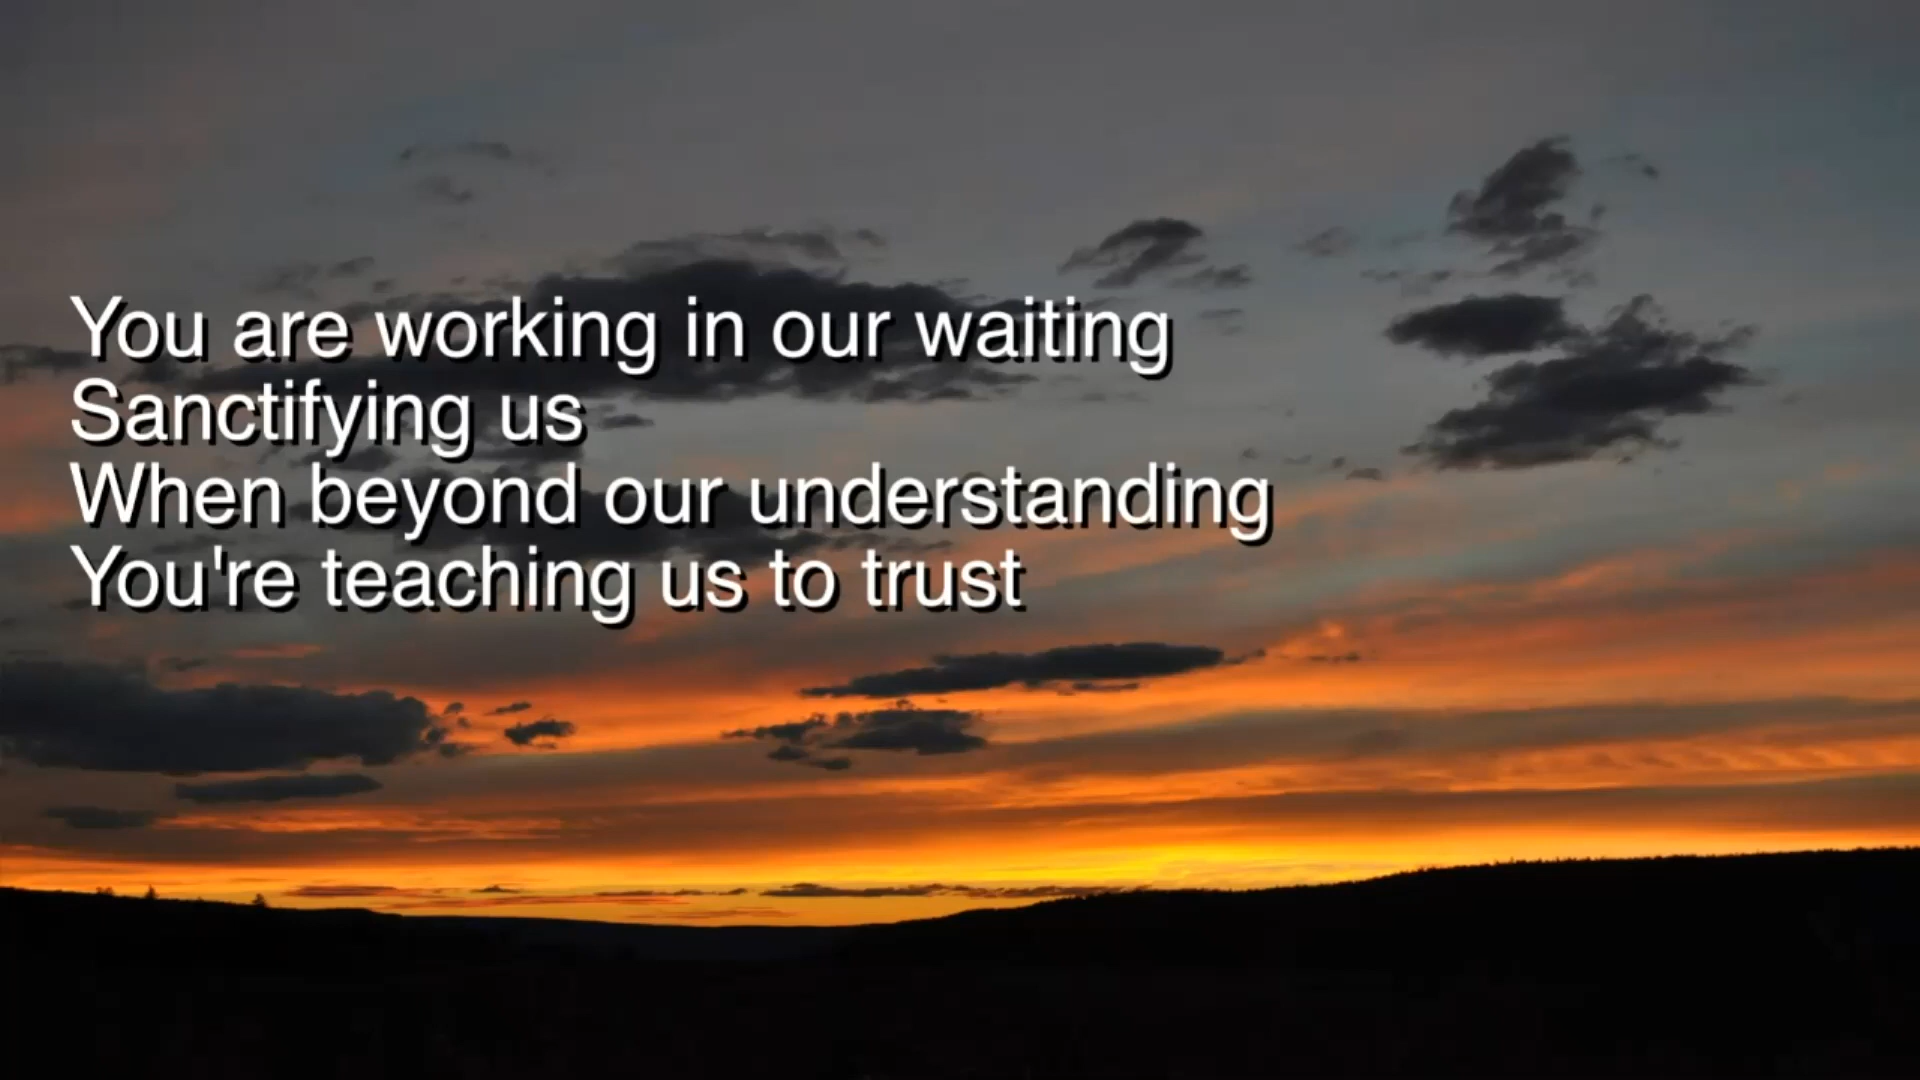 You are working in our waiting
Sanctifying us
When beyond our understanding
You're teaching us to trust